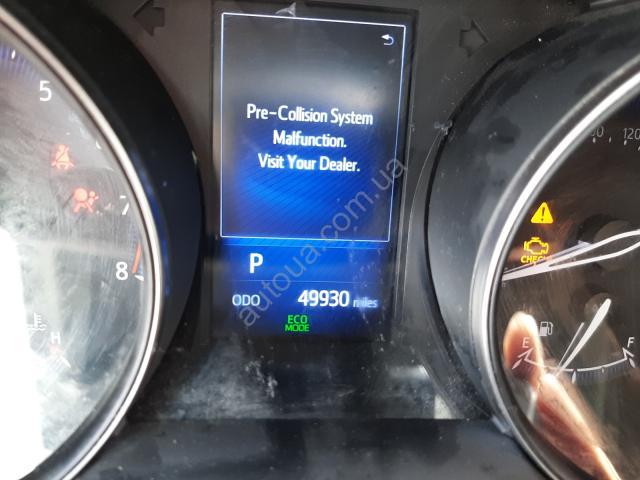 Pre-Collision System
Malfunction.
Visit Your Dealer.
P
ODO 49930 miles
ECO
MODE
5
7
8
H
120
CHECK
E
F
autoua.com.ua